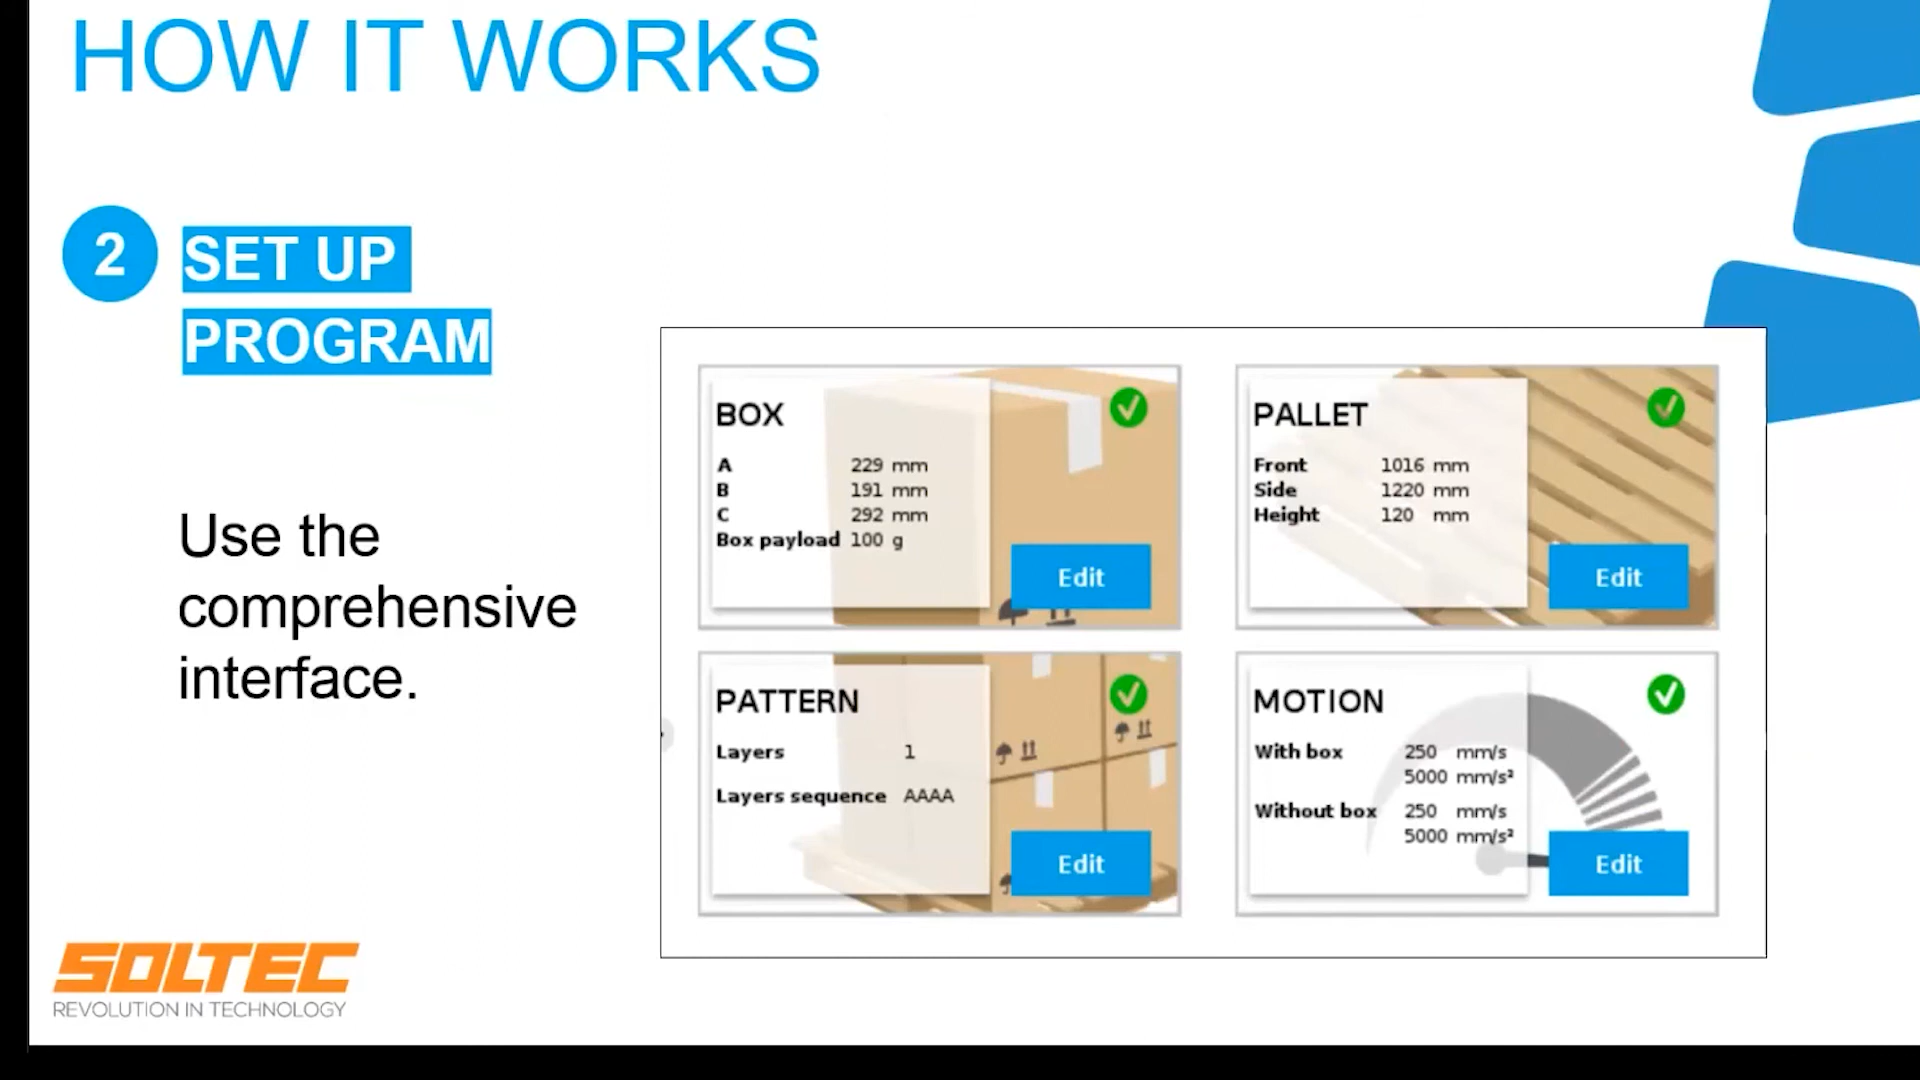 HOW IT WORKS
2
SET UP
PROGRAM
Use the
comprehensive
interface.
BOX
A 229 mm
B 191 mm
C 292 mm
Box payload 100 g
Edit
PALLET
Front 1016 mm
Side 1220 mm
Height 120 mm
Edit
PATTERN
Layers 1
Layers sequence AAAA
Edit
MOTION
With box 250 mm/s
5000 mm/s²
Without box 250 mm/s
5000 mm/s²
Edit
SOLTEC
REVOLUTION IN TECHNOLOGY